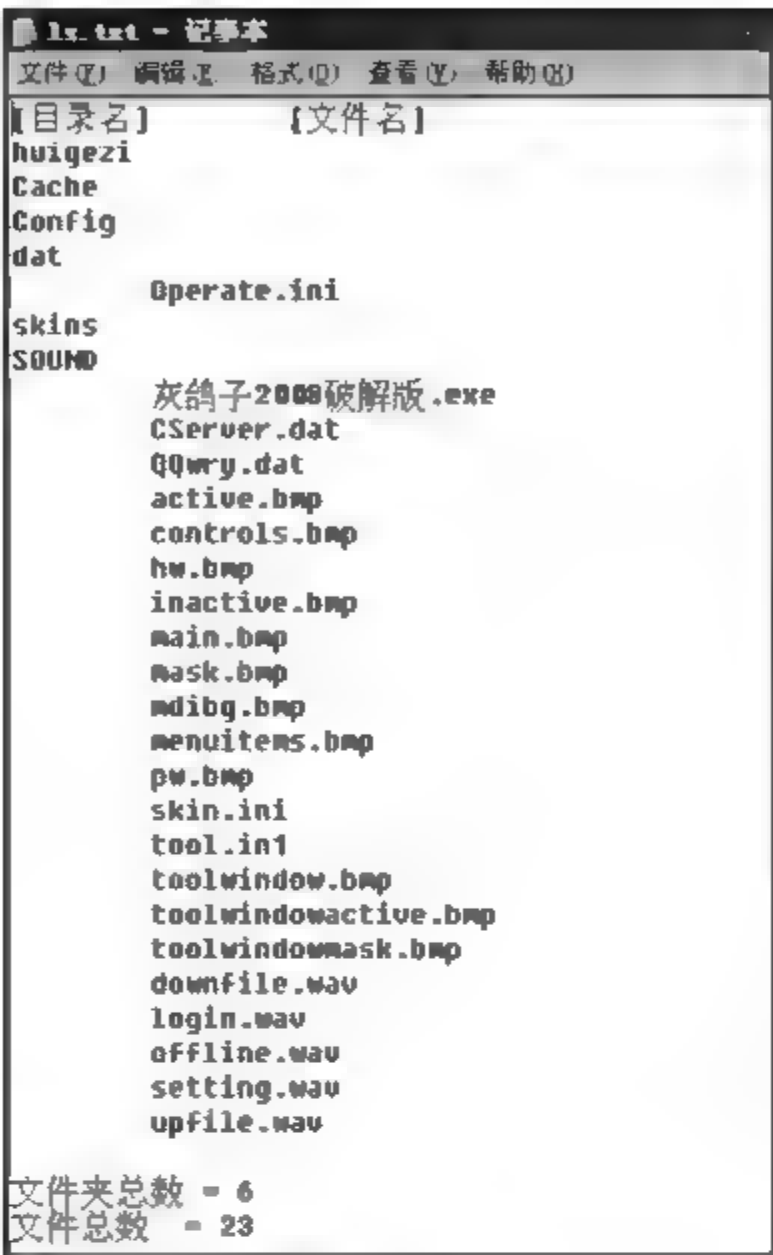 lx.txt - 记事本
文件(F) 编辑(E) 格式(O) 查看(V) 帮助(H)
[目录名] [文件名]
huigezi
Cache
Config
dat
Operate.ini
skins
SOUND
灰鸽子2008破解版.exe
CServer.dat
QQwry.dat
active.bmp
controls.bmp
hw.bmp
inactive.bmp
main.bmp
mask.bmp
mdibg.bmp
menuitems.bmp
pw.bmp
skin.ini
tool.ini
toolwindow.bmp
toolwindowactive.bmp
toolwindowmask.bmp
downfile.wav
login.wav
offline.wav
setting.wav
upfile.wav
文件夹总数 = 6
文件总数 = 23